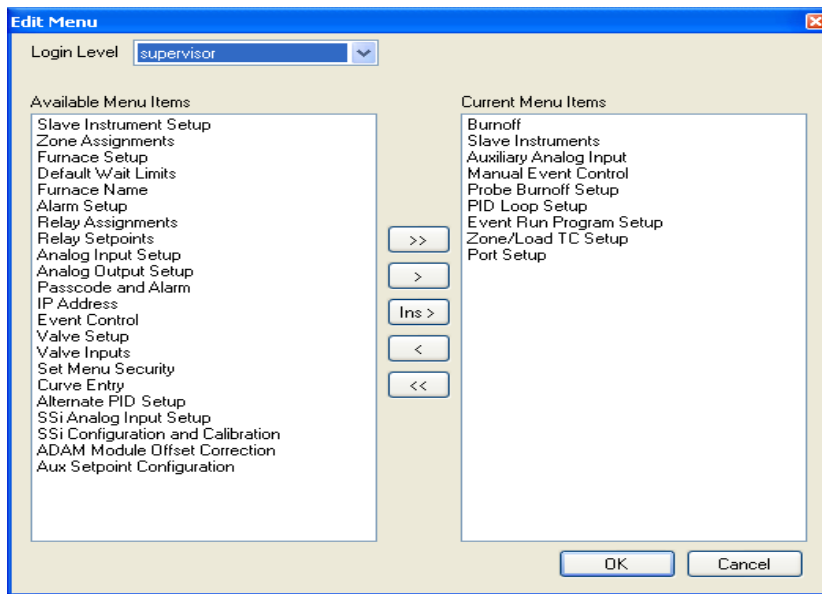 Edit Menu
Login Level supervisor
Available Menu Items
Slave Instrument Setup
Zone Assignments
Furnace Setup
Default Wait Limits
Furnace Name
Alarm Setup
Relay Assignments
Relay Setpoints
Analog Input Setup
Analog Output Setup
Passcode and Alarm
IP Address
Event Control
Valve Setup
Valve Inputs
Set Menu Security
Curve Entry
Alternate PID Setup
SSi Analog Input Setup
SSi Configuration and Calibration
ADAM Module Offset Correction
Aux Setpoint Configuration
>>
>
Ins >
<
<<
Current Menu Items
Burnoff
Slave Instruments
Auxiliary Analog Input
Manual Event Control
Probe Burnoff Setup
PID Loop Setup
Event Run Program Setup
Zone/Load TC Setup
Port Setup
OK
Cancel